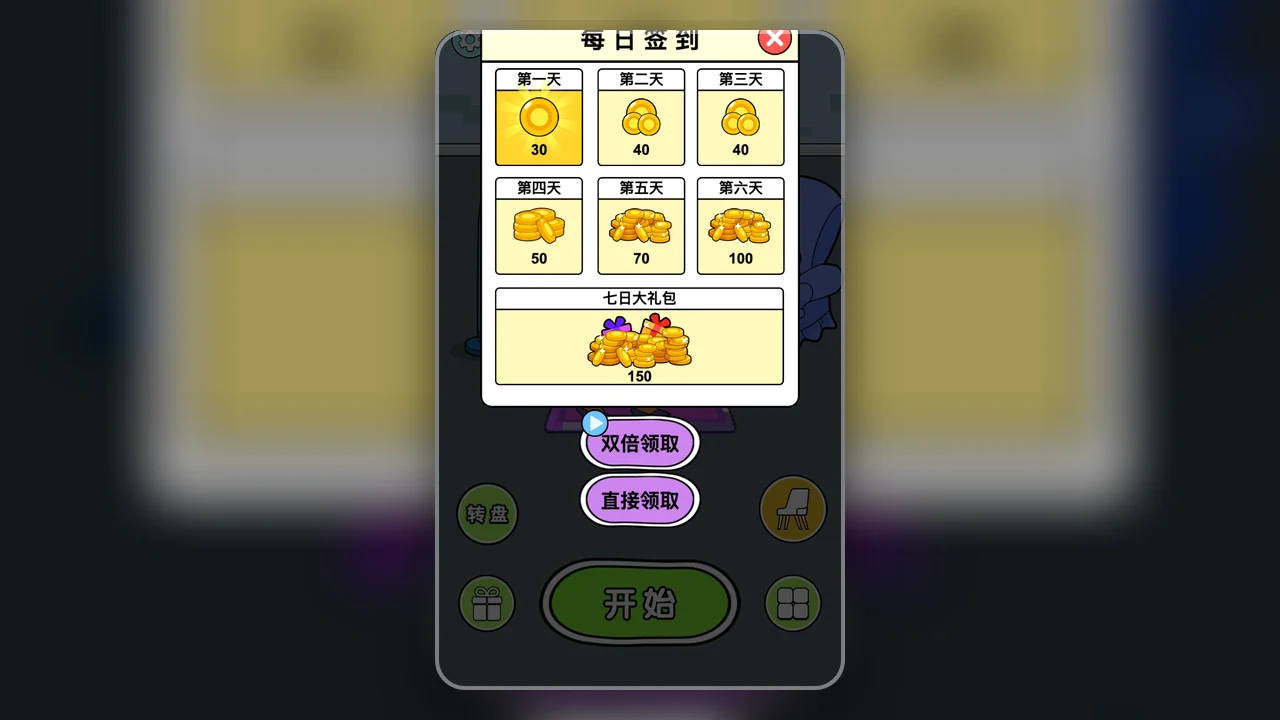 每日签到
第一天 第二天 第三天
30 40 40
第四天 第五天 第六天
50 70 100
七日大礼包
150
双倍领取
直接领取
转盘
开始